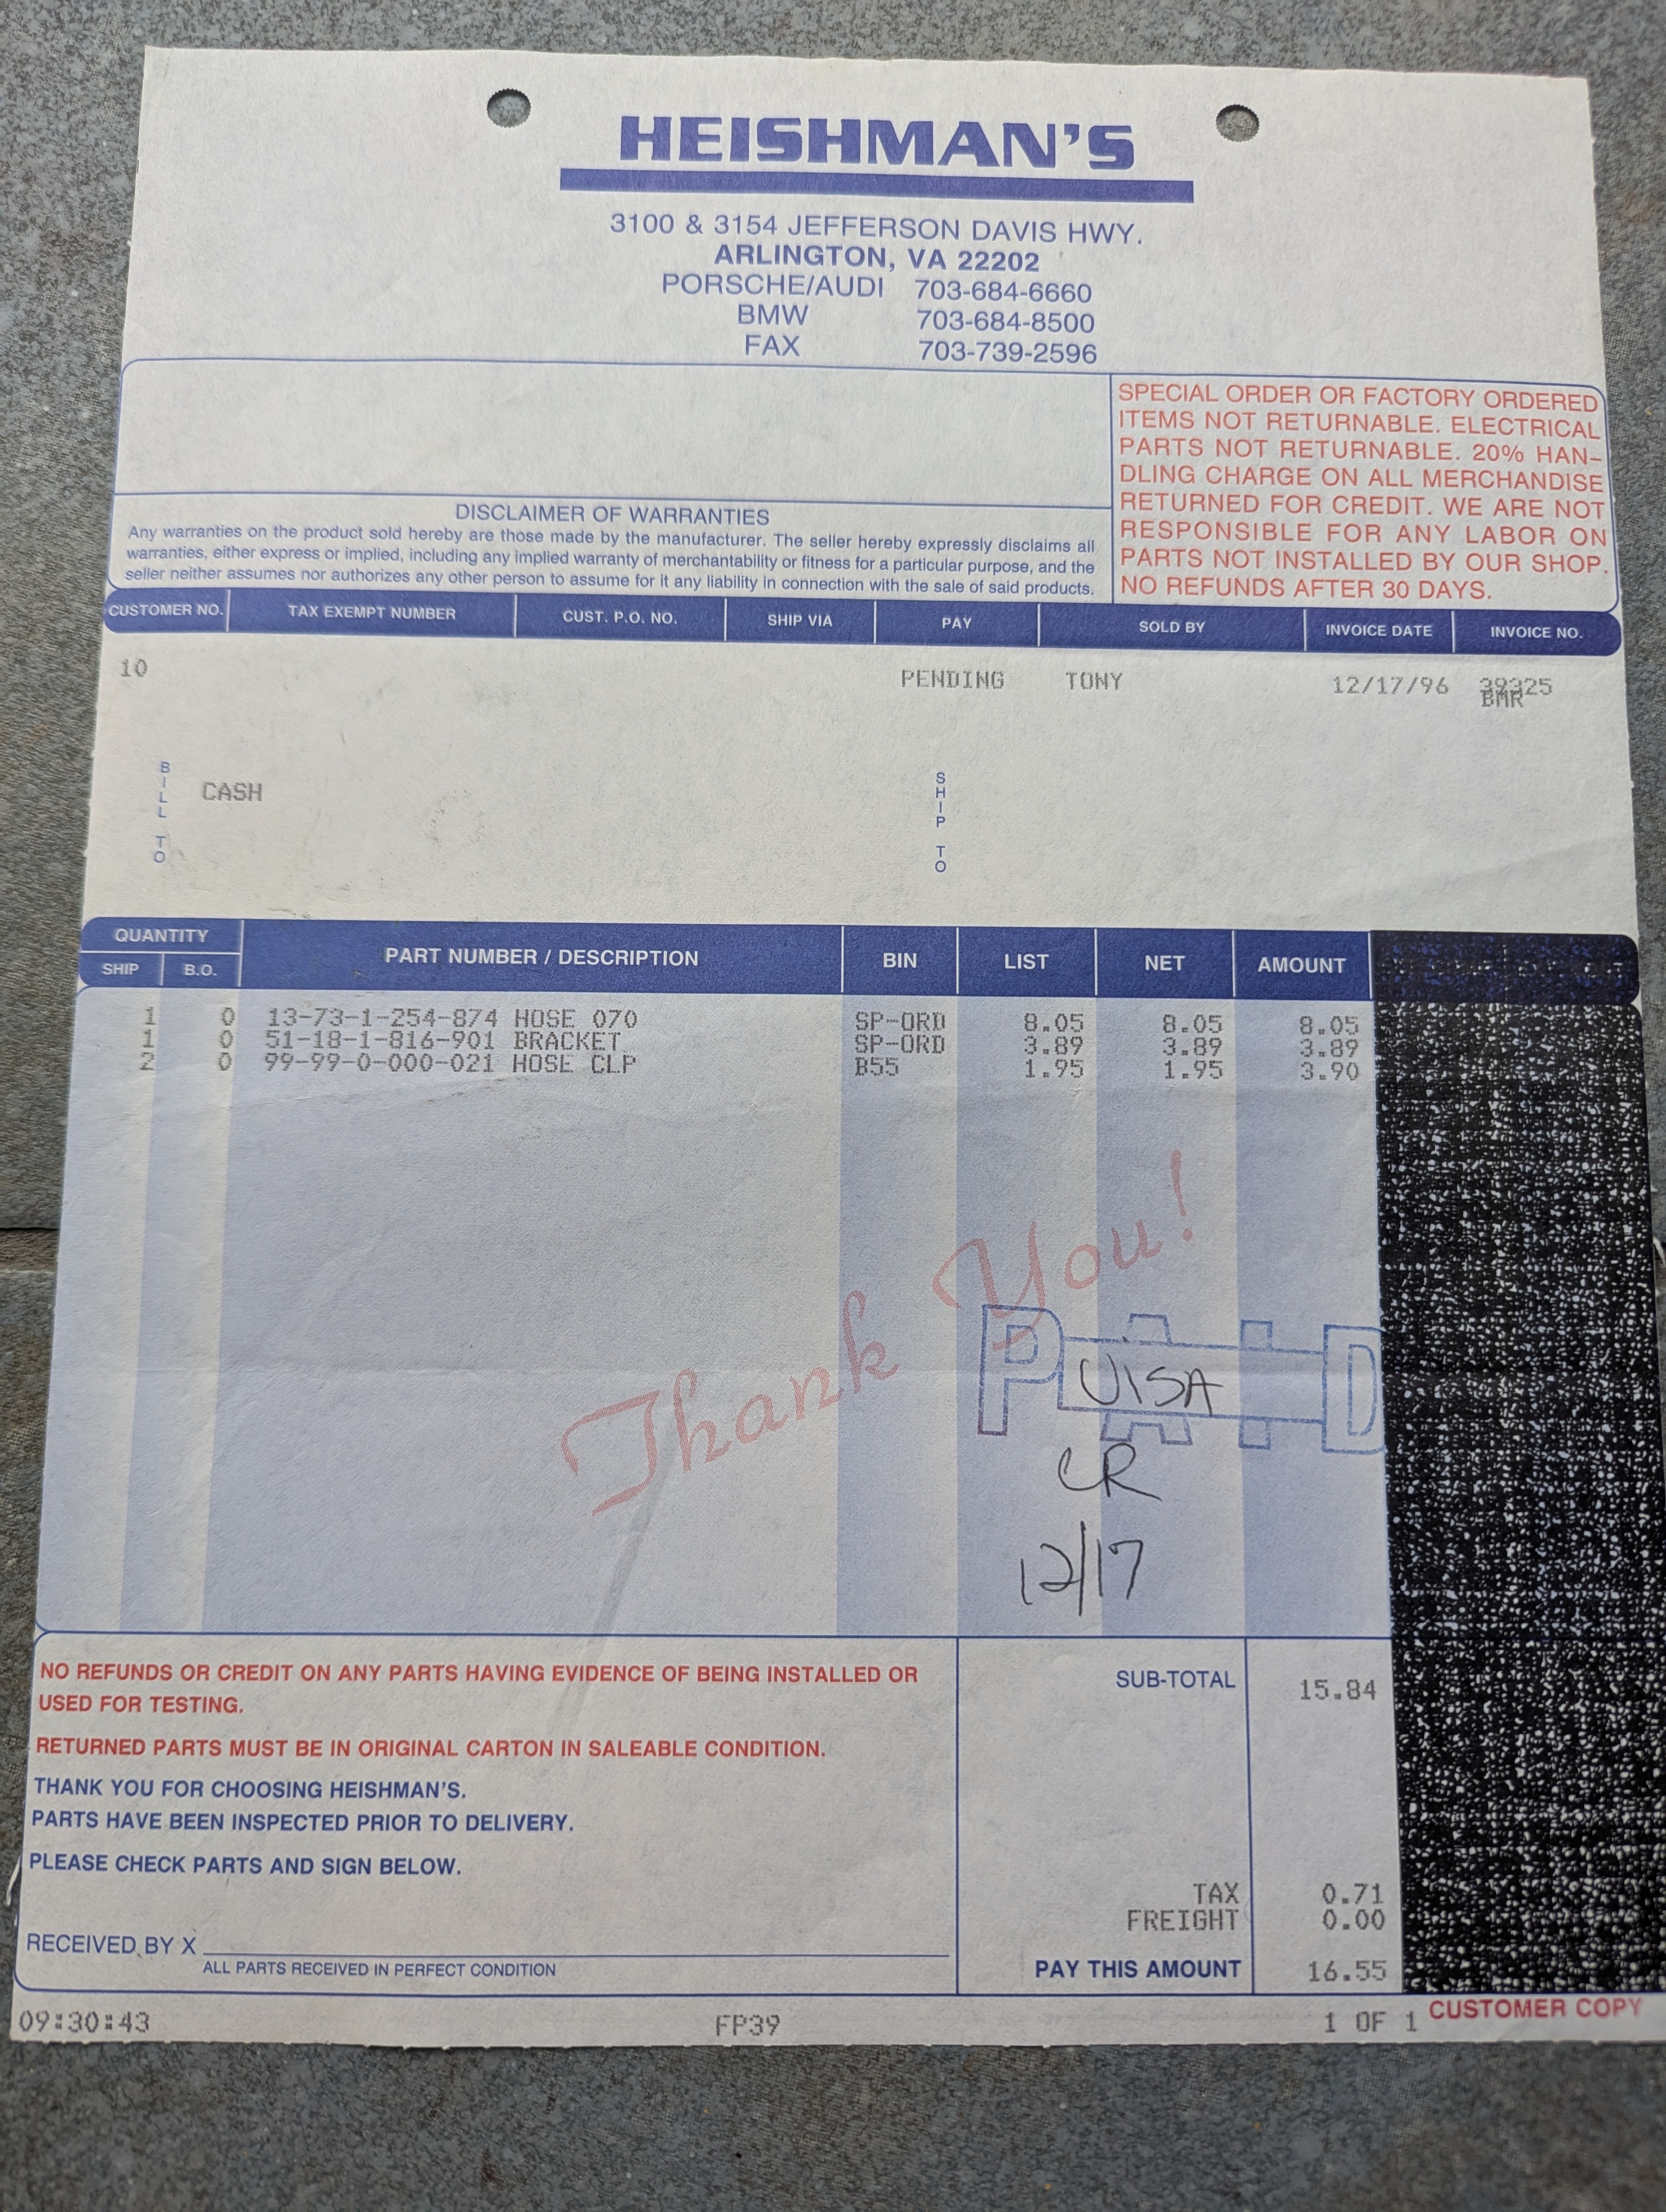 HEISHMAN'S
3100 & 3154 JEFFERSON DAVIS HWY.
ARLINGTON, VA 22202
PORSCHE/AUDI 703-684-6660
BMW 703-684-8500
FAX 703-739-2596
SPECIAL ORDER OR FACTORY ORDERED
ITEMS NOT RETURNABLE. ELECTRICAL
PARTS NOT RETURNABLE. 20% HAN-
DLING CHARGE ON ALL MERCHANDISE
RETURNED FOR CREDIT. WE ARE NOT
RESPONSIBLE FOR ANY LABOR ON
PARTS NOT INSTALLED BY OUR SHOP.
NO REFUNDS AFTER 30 DAYS.
DISCLAIMER OF WARRANTIES
Any warranties on the product sold hereby are those made by the manufacturer. The seller hereby expressly disclaims all
warranties, either express or implied, including any implied warranty of merchantability or fitness for a particular purpose, and the
seller neither assumes nor authorizes any other person to assume for it any liability in connection with the sale of said products.
CUSTOMER NO. TAX EXEMPT NUMBER CUST. P.O. NO. SHIP VIA PAY SOLD BY INVOICE DATE INVOICE NO.
10 PENDING TONY 12/17/96
BILL TO CASH SHIP TO
QUANTITY PART NUMBER / DESCRIPTION BIN LIST NET AMOUNT
SHIP B.O.
1 0 13-73-1-254-874 HOSE 070 SP-ORD 8.05 8.05 8.05
1 0 51-18-1-816-901 BRACKET SP-ORD 3.89 3.89 3.89
2 0 99-99-0-000-021 HOSE CLP B55 1.95 1.95 3.90
Thank You!
PAID
VISA
CR
12/17
NO REFUNDS OR CREDIT ON ANY PARTS HAVING EVIDENCE OF BEING INSTALLED OR
USED FOR TESTING.
RETURNED PARTS MUST BE IN ORIGINAL CARTON IN SALEABLE CONDITION.
THANK YOU FOR CHOOSING HEISHMAN'S.
PARTS HAVE BEEN INSPECTED PRIOR TO DELIVERY.
PLEASE CHECK PARTS AND SIGN BELOW.
RECEIVED BY X
ALL PARTS RECEIVED IN PERFECT CONDITION
SUB-TOTAL 15.84
TAX 0.71
FREIGHT 0.00
PAY THIS AMOUNT 16.55
09:30:43 FP39 1 OF 1 CUSTOMER COPY